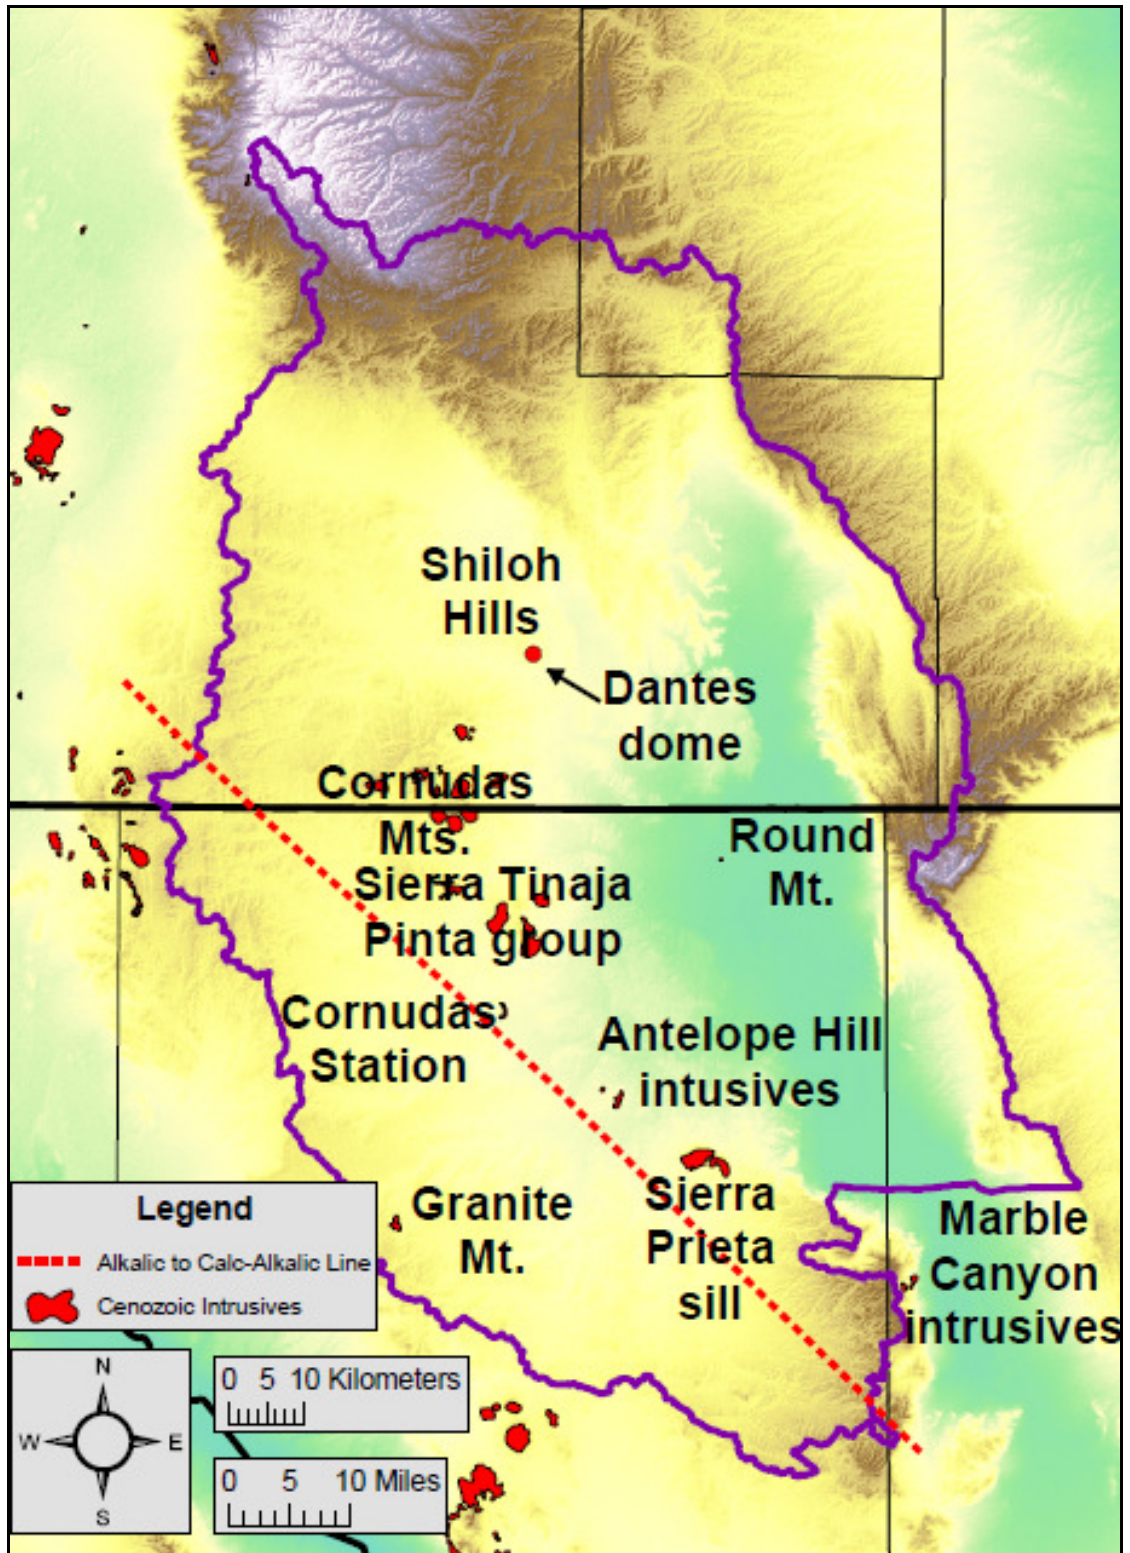 Shiloh
Hills
Dantes
dome
Cornudas
Mts.
Round
Mt.
Sierra Tinaja
Pinta group
Cornudas
Station
Antelope Hill
intusives
Granite
Mt.
Sierra
Prieta
sill
Marble
Canyon
intrusives
Legend
Alkalic to Calc-Alkalic Line
Cenozoic Intrusives
N
W E
S
0 5 10 Kilometers
0 5 10 Miles